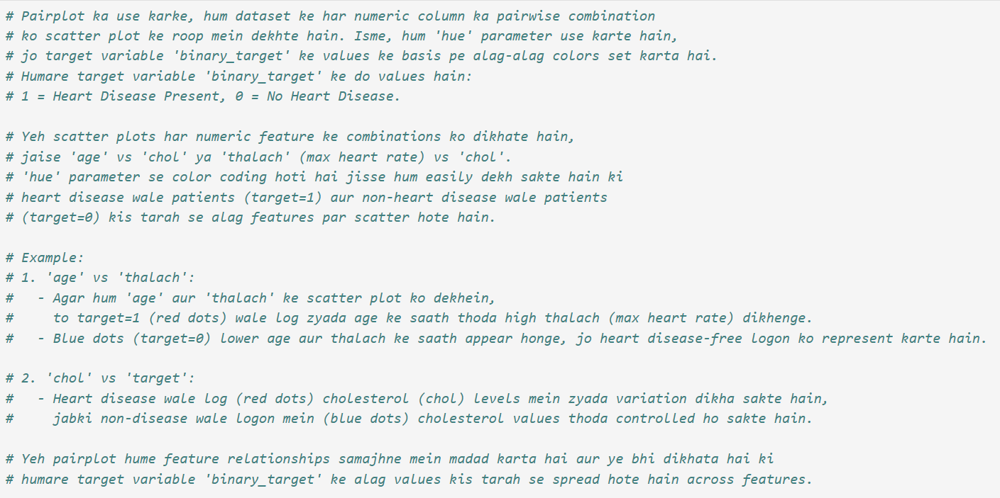 # Pairplot ka use karke, hum dataset ke har numeric column ka pairwise combination
# ko scatter plot ke roop mein dekhte hain. Isme, hum 'hue' parameter use karte hain,
# jo target variable 'binary_target' ke values ke basis pe alag-alag colors set karta hai.
# Humare target variable 'binary_target' ke do values hain:
# 1 = Heart Disease Present, 0 = No Heart Disease.
# Yeh scatter plots har numeric feature ke combinations ko dikhate hain,
# jaise 'age' vs 'chol' ya 'thalach' (max heart rate) vs 'chol'.
# 'hue' parameter se color coding hoti hai jisse hum easily dekh sakte hain ki
# heart disease wale patients (target=1) aur non-heart disease wale patients
# (target=0) kis tarah se alag features par scatter hote hain.
# Example:
# 1. 'age' vs 'thalach':
#   - Agar hum 'age' aur 'thalach' ke scatter plot ko dekhein,
#     to target=1 (red dots) wale log zyada age ke saath thoda high thalach (max heart rate) dikhenge.
#   - Blue dots (target=0) lower age aur thalach ke saath appear honge, jo heart disease-free logon ko represent karte hain.
# 2. 'chol' vs 'target':
#   - Heart disease wale log (red dots) cholesterol (chol) levels mein zyada variation dikha sakte hain,
#     jabki non-disease wale logon mein (blue dots) cholesterol values thoda controlled ho sakte hain.
# Yeh pairplot hume feature relationships samajhne mein madad karta hai aur ye bhi dikhata hai ki
# humare target variable 'binary_target' ke alag values kis tarah se spread hote hain across features.